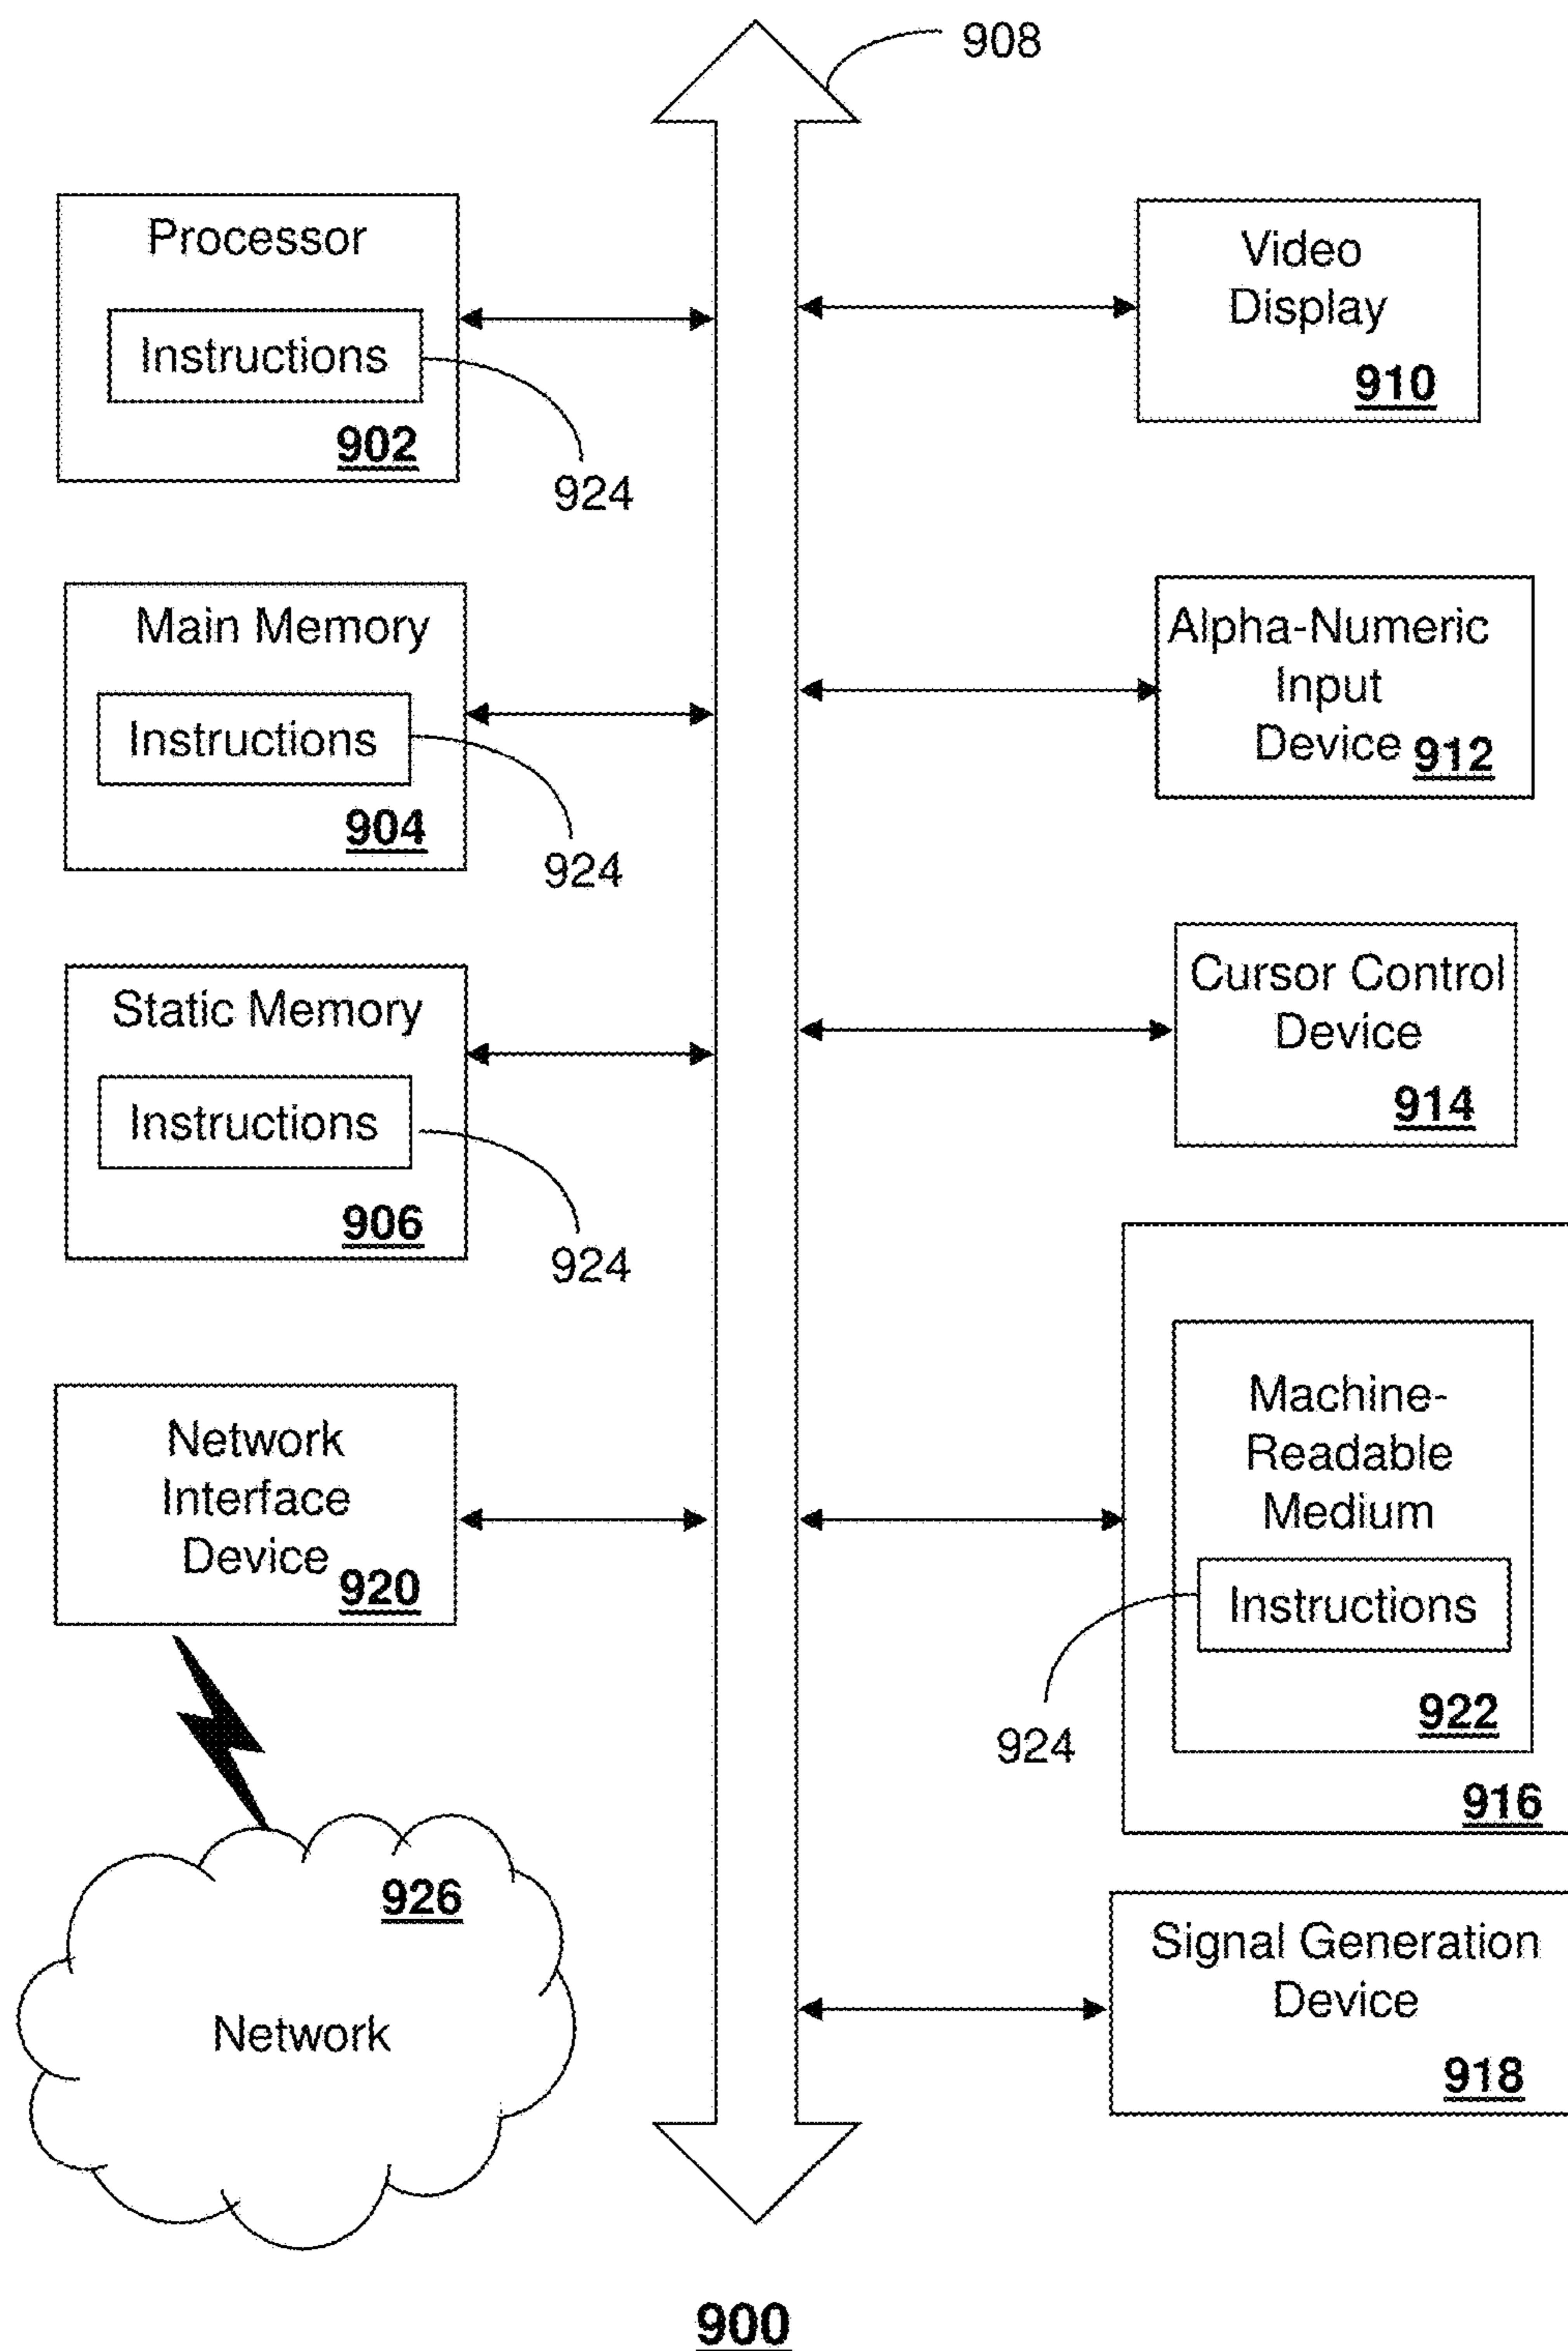 908
Processor
Instructions
902
924
Main Memory
Instructions
904
924
Static Memory
Instructions
906
924
Network
Interface
Device
920
926
Network
Video
Display
910
Alpha-Numeric
Input
Device
912
Cursor Control
Device
914
Machine-
Readable
Medium
Instructions
924
922
916
Signal Generation
Device
918
900